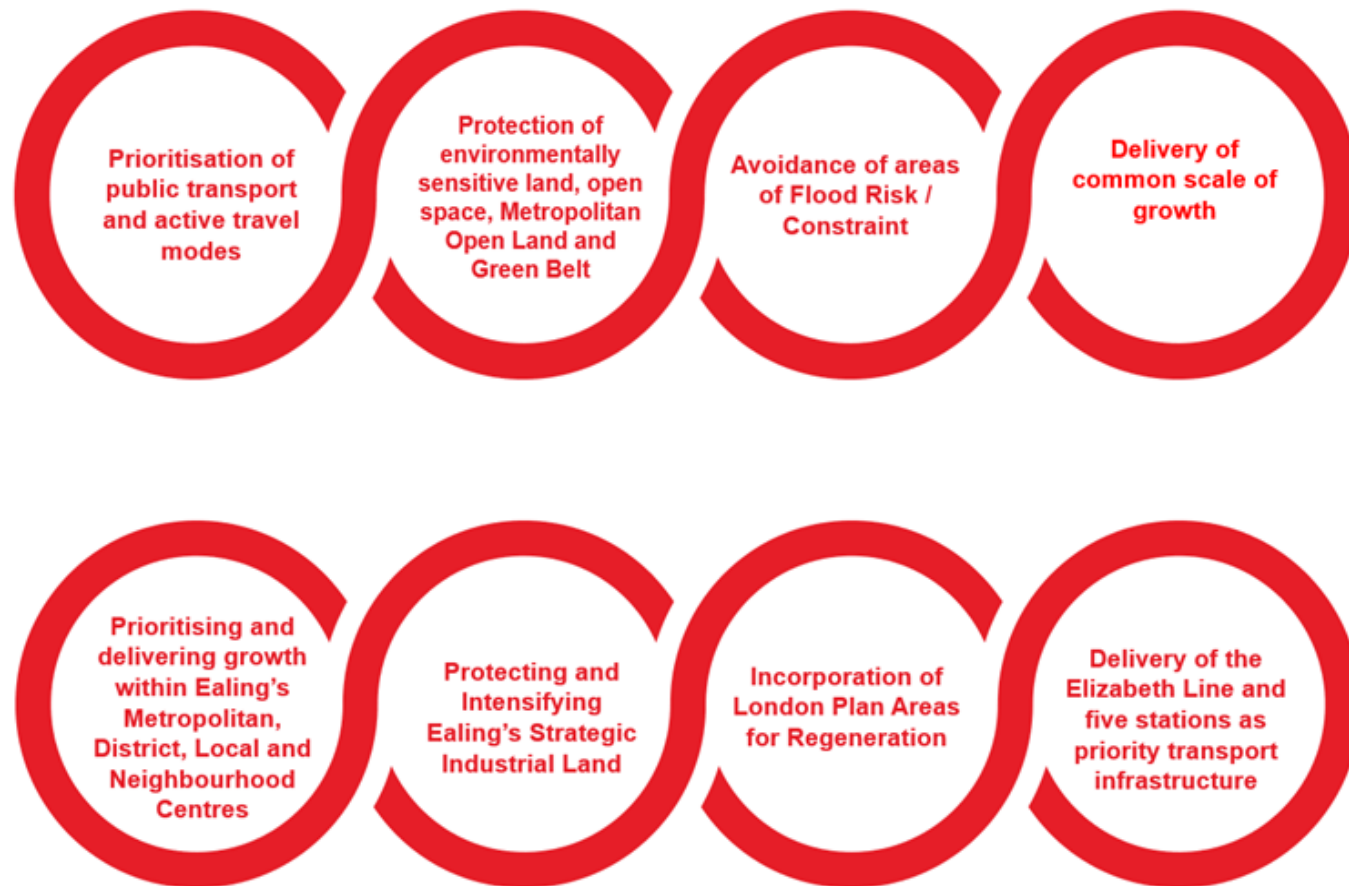 Prioritisation of
public transport
and active travel
modes
Protection of
environmentally
sensitive land, open
space, Metropolitan
Open Land and
Green Belt
Avoidance of areas
of Flood Risk /
Constraint
Delivery of
common scale of
growth
Prioritising and
delivering growth
within Ealing’s
Metropolitan,
District, Local and
Neighbourhood
Centres
Protecting and
Intensifying
Ealing’s Strategic
Industrial Land
Incorporation of
London Plan Areas
for Regeneration
Delivery of the
Elizabeth Line and
five stations as
priority transport
infrastructure